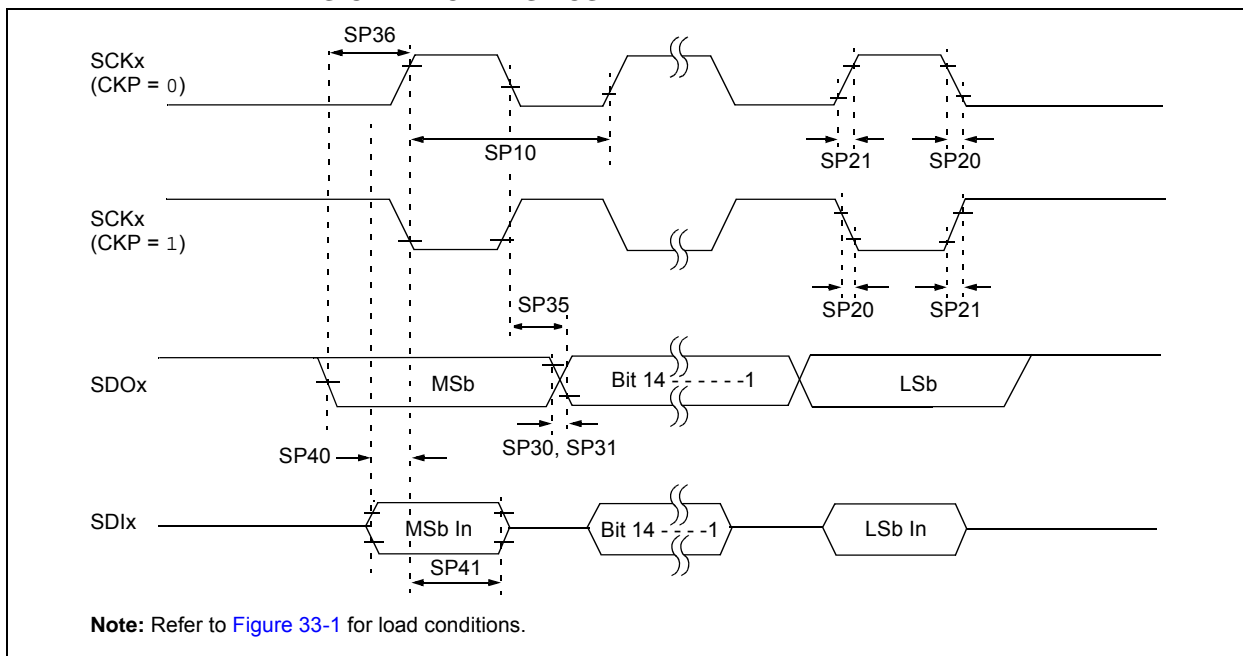 SP36
SCKx
(CKP = 0)
SP10
SP21
SP20
SCKx
(CKP = 1)
SP35
SP20
SP21
SDOx
MSb
Bit 14 - - - - - -1
LSb
SP40
SP30, SP31
SDIx
MSb In
Bit 14 - - - -1
LSb In
SP41
Note: Refer to Figure 33-1 for load conditions.